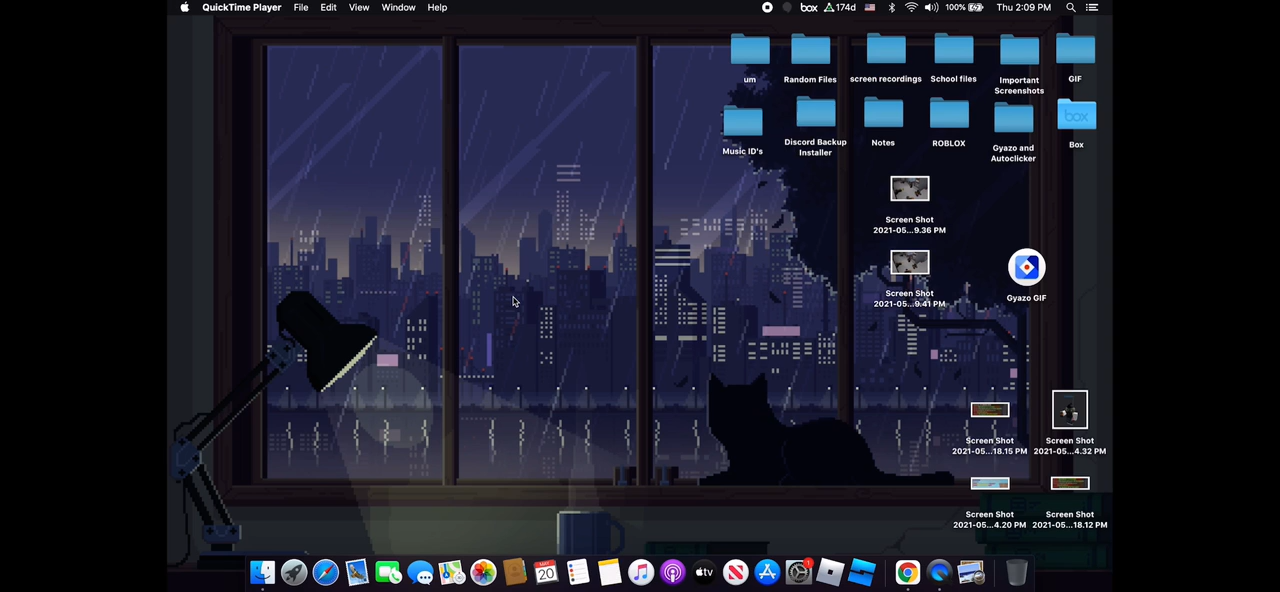 QuickTime Player File Edit View Window Help box 174d 100% Thu 2:09 PM
um
Random Files
screen recordings
School files
Important
Screenshots
GIF
Music ID's
Discord Backup
Installer
Notes
ROBLOX
Gyazo and
Autoclicker
box
Box
Screen Shot
2021-05...9.36 PM
Screen Shot
2021-05...9.41 PM
Gyazo GIF
Screen Shot
2021-05...18.15 PM
Screen Shot
2021-05...4.32 PM
Screen Shot
2021-05...4.20 PM
Screen Shot
2021-05...18.12 PM
MAY
20
tv
1